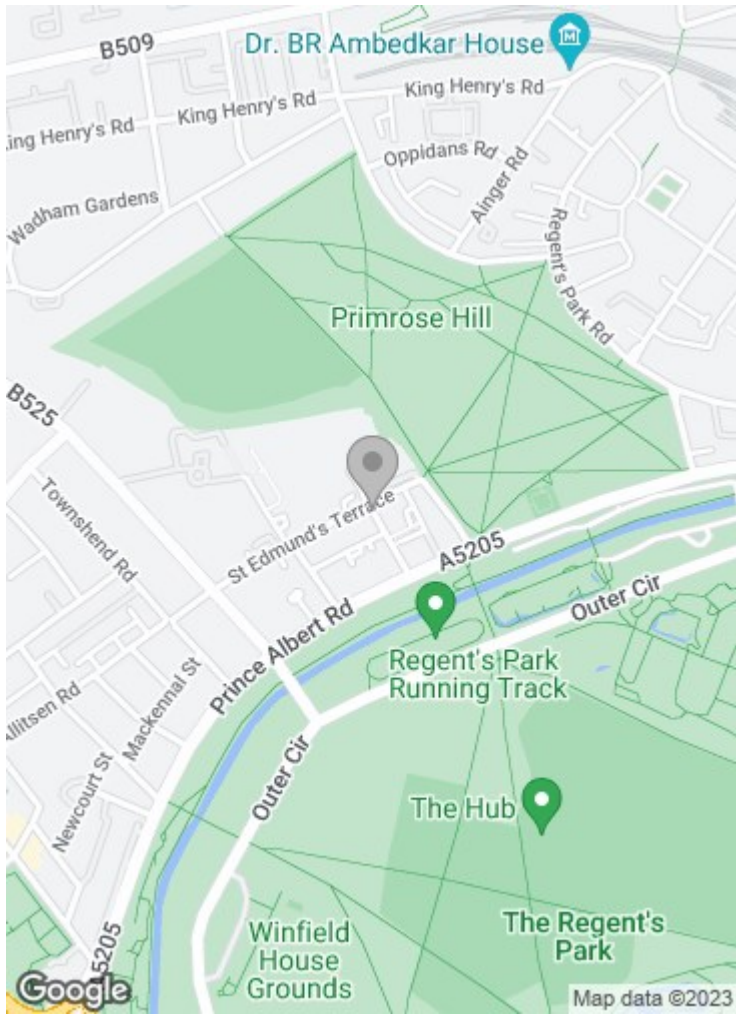 B509
Dr. BR Ambedkar House
King Henry's Rd
King Henry's Rd
King Henry's Rd
Oppidans Rd
Ainger Rd
Wadham Gardens
Regent's Park Rd
Primrose Hill
B525
Townshend Rd
St Edmund's Terrace
A5205
Outer Cir
Prince Albert Rd
Regent's Park
Running Track
Allitsen Rd
Mackennal St
Newcourt St
Outer Cir
The Hub
The Regent's
Park
Winfield
House
Grounds
A5205
Google
Map data ©2023